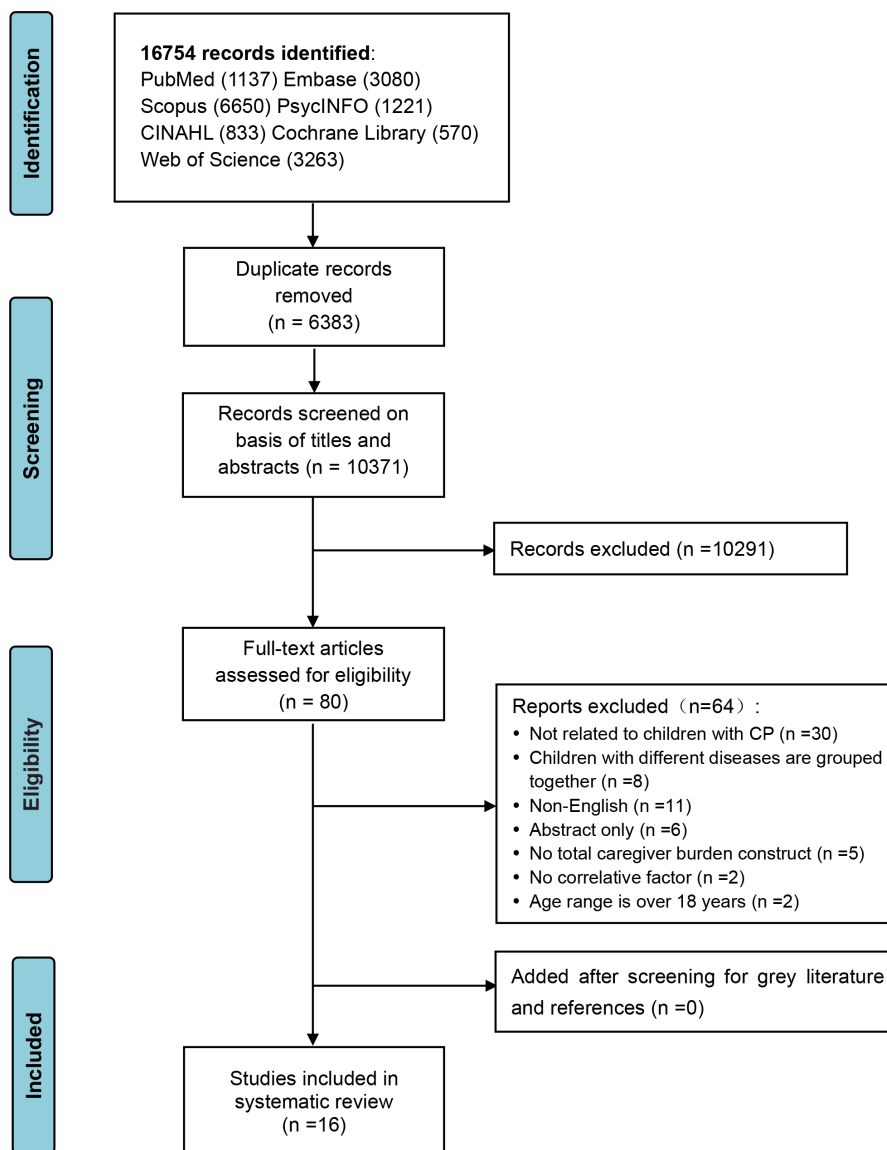 Identification
16754 records identified:
PubMed (1137) Embase (3080)
Scopus (6650) PsycINFO (1221)
CINAHL (833) Cochrane Library (570)
Web of Science (3263)
Duplicate records
removed
(n = 6383)
Screening
Records screened on
basis of titles and
abstracts (n = 10371)
Records excluded (n =10291)
Eligibility
Full-text articles
assessed for eligibility
(n = 80)
Reports excluded（n=64）:
• Not related to children with CP (n =30)
• Children with different diseases are grouped
together (n =8)
• Non-English (n =11)
• Abstract only (n =6)
• No total caregiver burden construct (n =5)
• No correlative factor (n =2)
• Age range is over 18 years (n =2)
Included
Added after screening for grey literature
and references (n =0)
Studies included in
systematic review
(n =16)